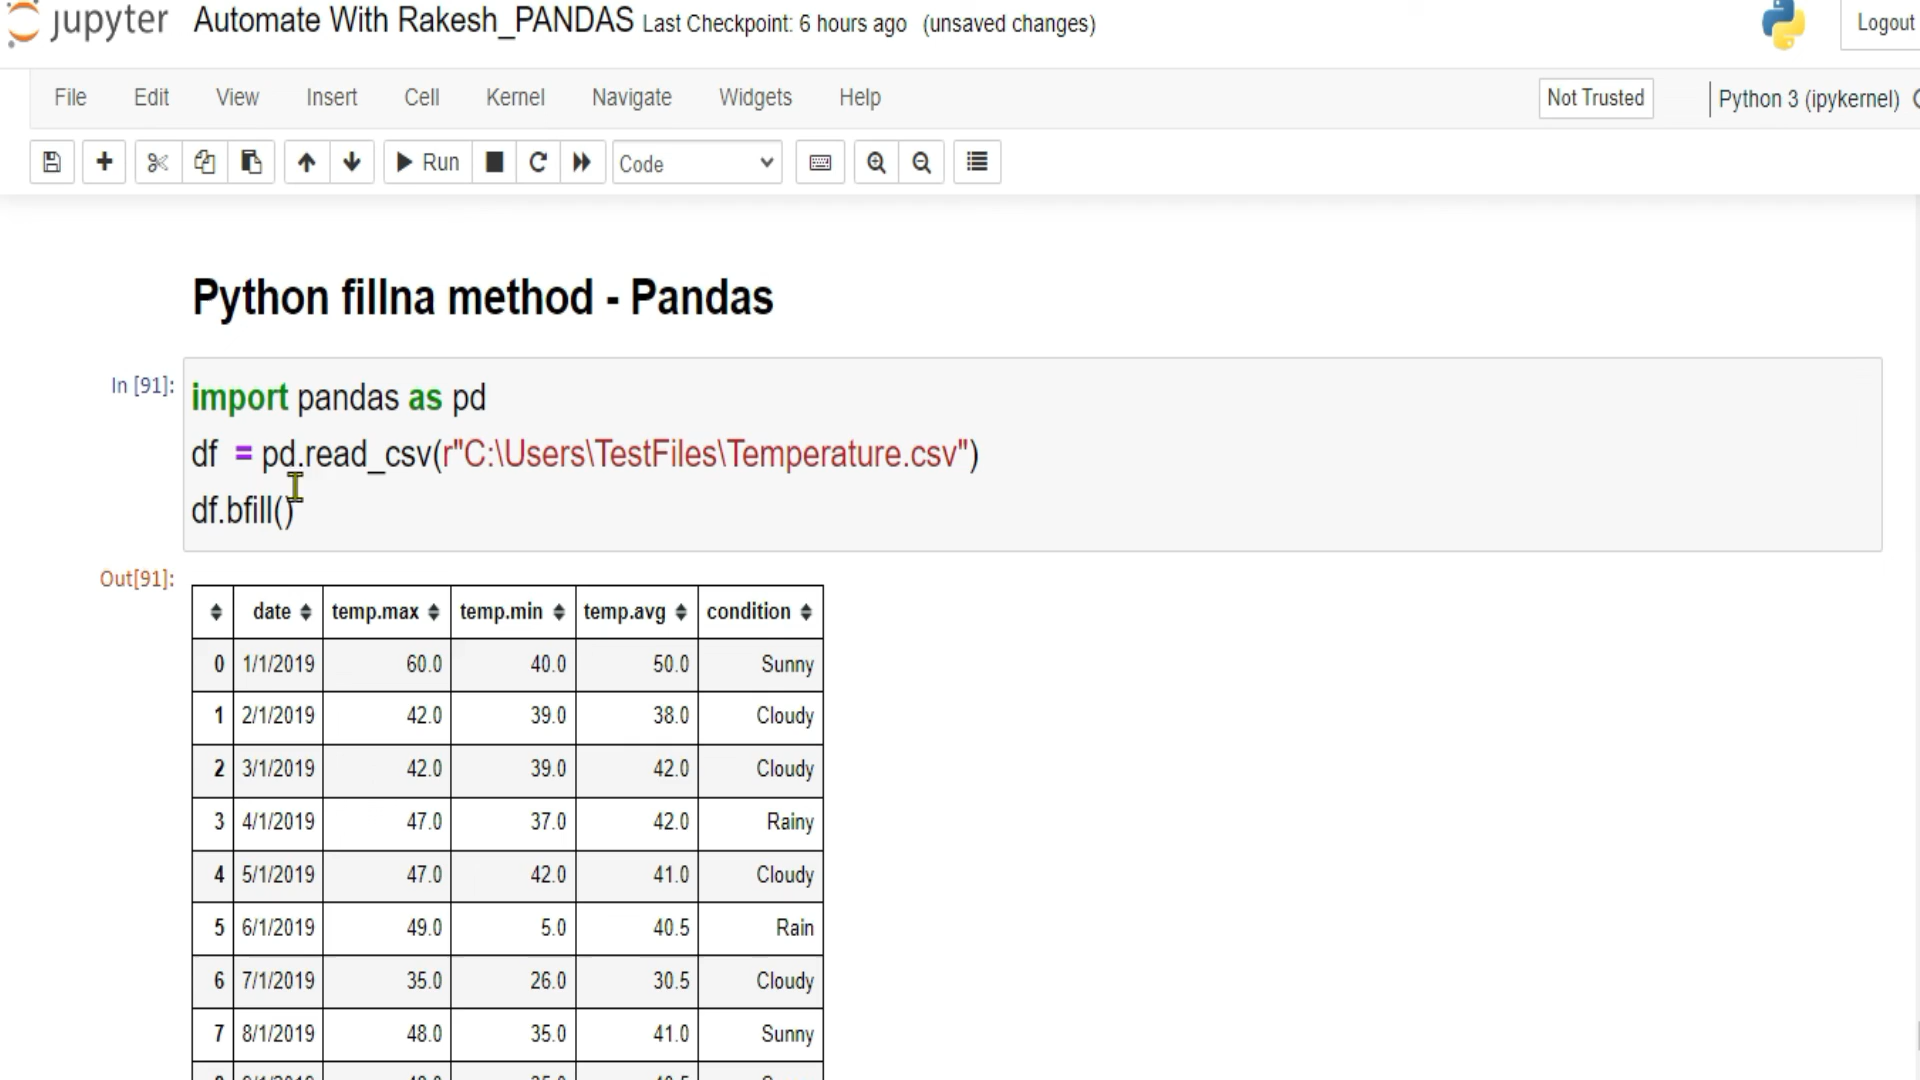 jupyter Automate With Rakesh_PANDAS Last Checkpoint: 6 hours ago (unsaved changes) Logout
File Edit View Insert Cell Kernel Navigate Widgets Help Not Trusted Python 3 (ipykernel)
Run Code
Python fillna method - Pandas
In [91]: import pandas as pd
df = pd.read_csv(r"C:\Users\TestFiles\Temperature.csv")
df.bfill()
Out[91]:
date temp.max temp.min temp.avg condition
0 1/1/2019 60.0 40.0 50.0 Sunny
1 2/1/2019 42.0 39.0 38.0 Cloudy
2 3/1/2019 42.0 39.0 42.0 Cloudy
3 4/1/2019 47.0 37.0 42.0 Rainy
4 5/1/2019 47.0 42.0 41.0 Cloudy
5 6/1/2019 49.0 5.0 40.5 Rain
6 7/1/2019 35.0 26.0 30.5 Cloudy
7 8/1/2019 48.0 35.0 41.0 Sunny